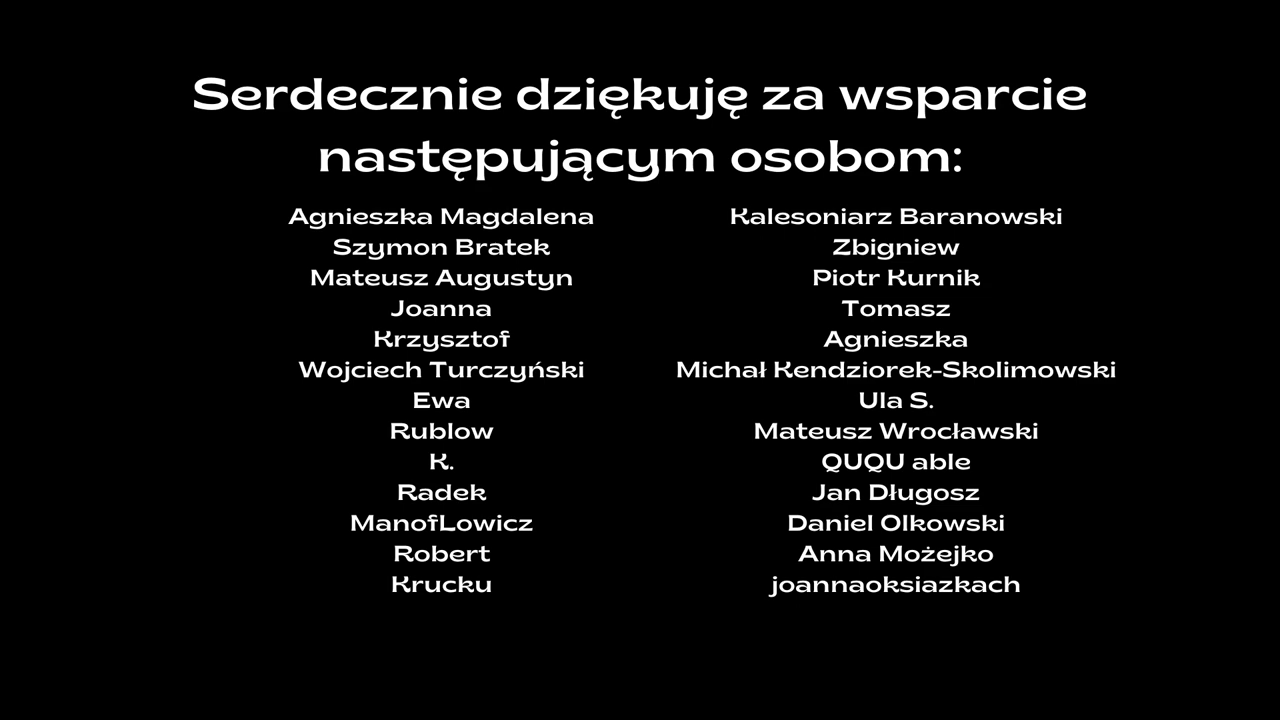 Serdecznie dziękuję za wsparcie
następującym osobom:
Agnieszka Magdalena
Szymon Bratek
Mateusz Augustyn
Joanna
Krzysztof
Wojciech Turczyński
Ewa
Rublow
K.
Radek
ManofLowicz
Robert
Krucku
Kalesoniarz Baranowski
Zbigniew
Piotr Kurnik
Tomasz
Agnieszka
Michał Kendziorek-Skolimowski
Ula S.
Mateusz Wrocławski
QUQU able
Jan Długosz
Daniel Olkowski
Anna Możejko
joannaoksiazkach